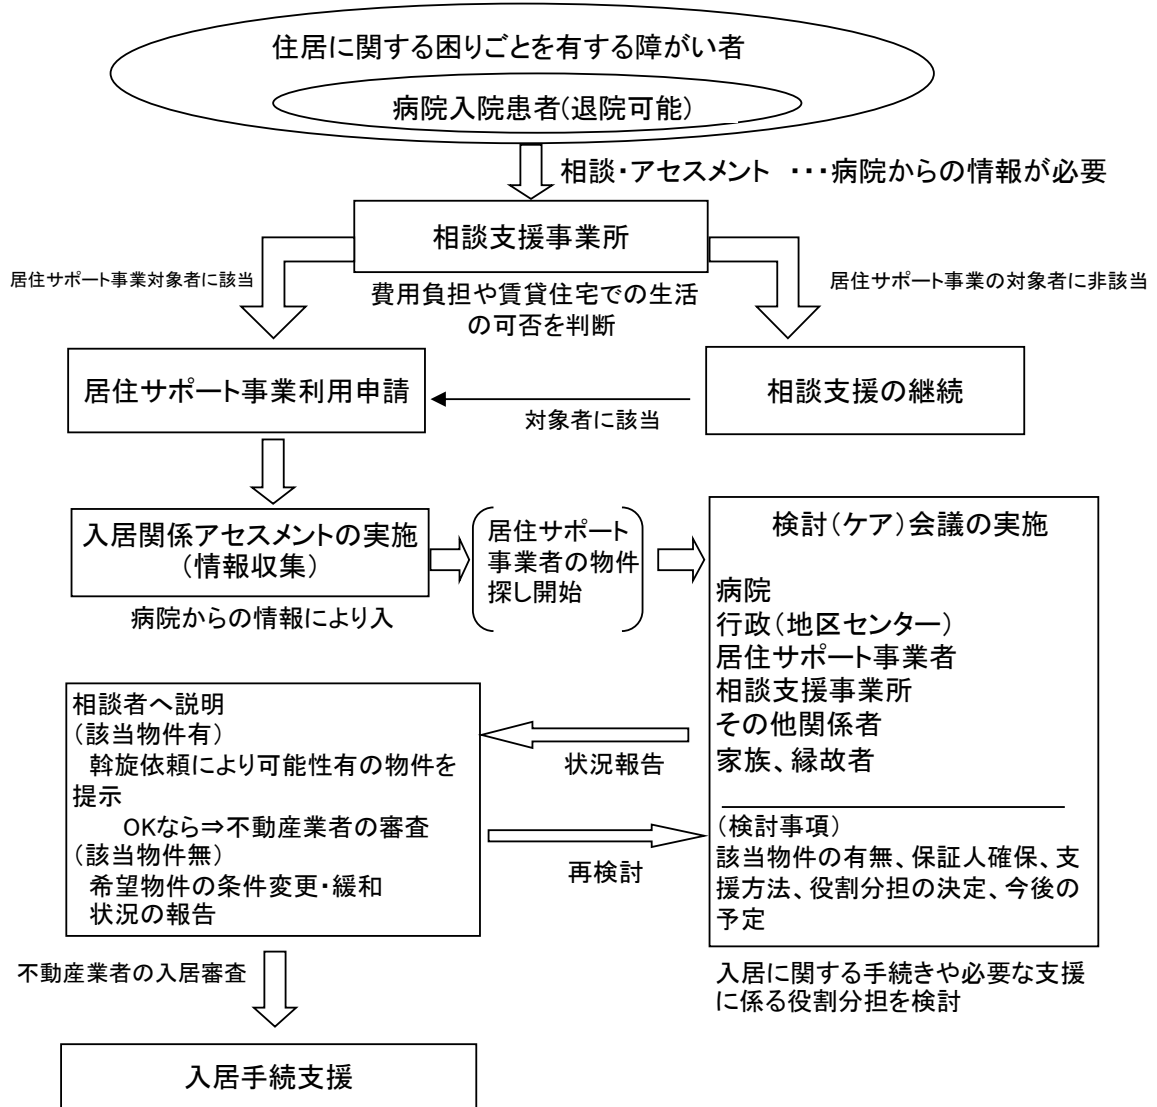 住居に関する困りごとを有する障がい者
病院入院患者(退院可能)
相談・アセスメント ・・・病院からの情報が必要
相談支援事業所
居住サポート事業対象者に該当
居住サポート事業の対象者に非該当
費用負担や賃貸住宅での生活
の可否を判断
居住サポート事業利用申請
相談支援の継続
対象者に該当
入居関係アセスメントの実施
(情報収集)
病院からの情報により入
居住サポート
事業者の物件
探し開始
検討(ケア)会議の実施
病院
行政(地区センター)
居住サポート事業者
相談支援事業所
その他関係者
家族、縁故者
(検討事項)
該当物件の有無、保証人確保、支
援方法、役割分担の決定、今後の
予定
入居に関する手続きや必要な支援
に係る役割分担を検討
状況報告
再検討
相談者へ説明
(該当物件有)
斡旋依頼により可能性有の物件を
提示
OKなら⇒不動産業者の審査
(該当物件無)
希望物件の条件変更・緩和
状況の報告
不動産業者の入居審査
入居手続支援